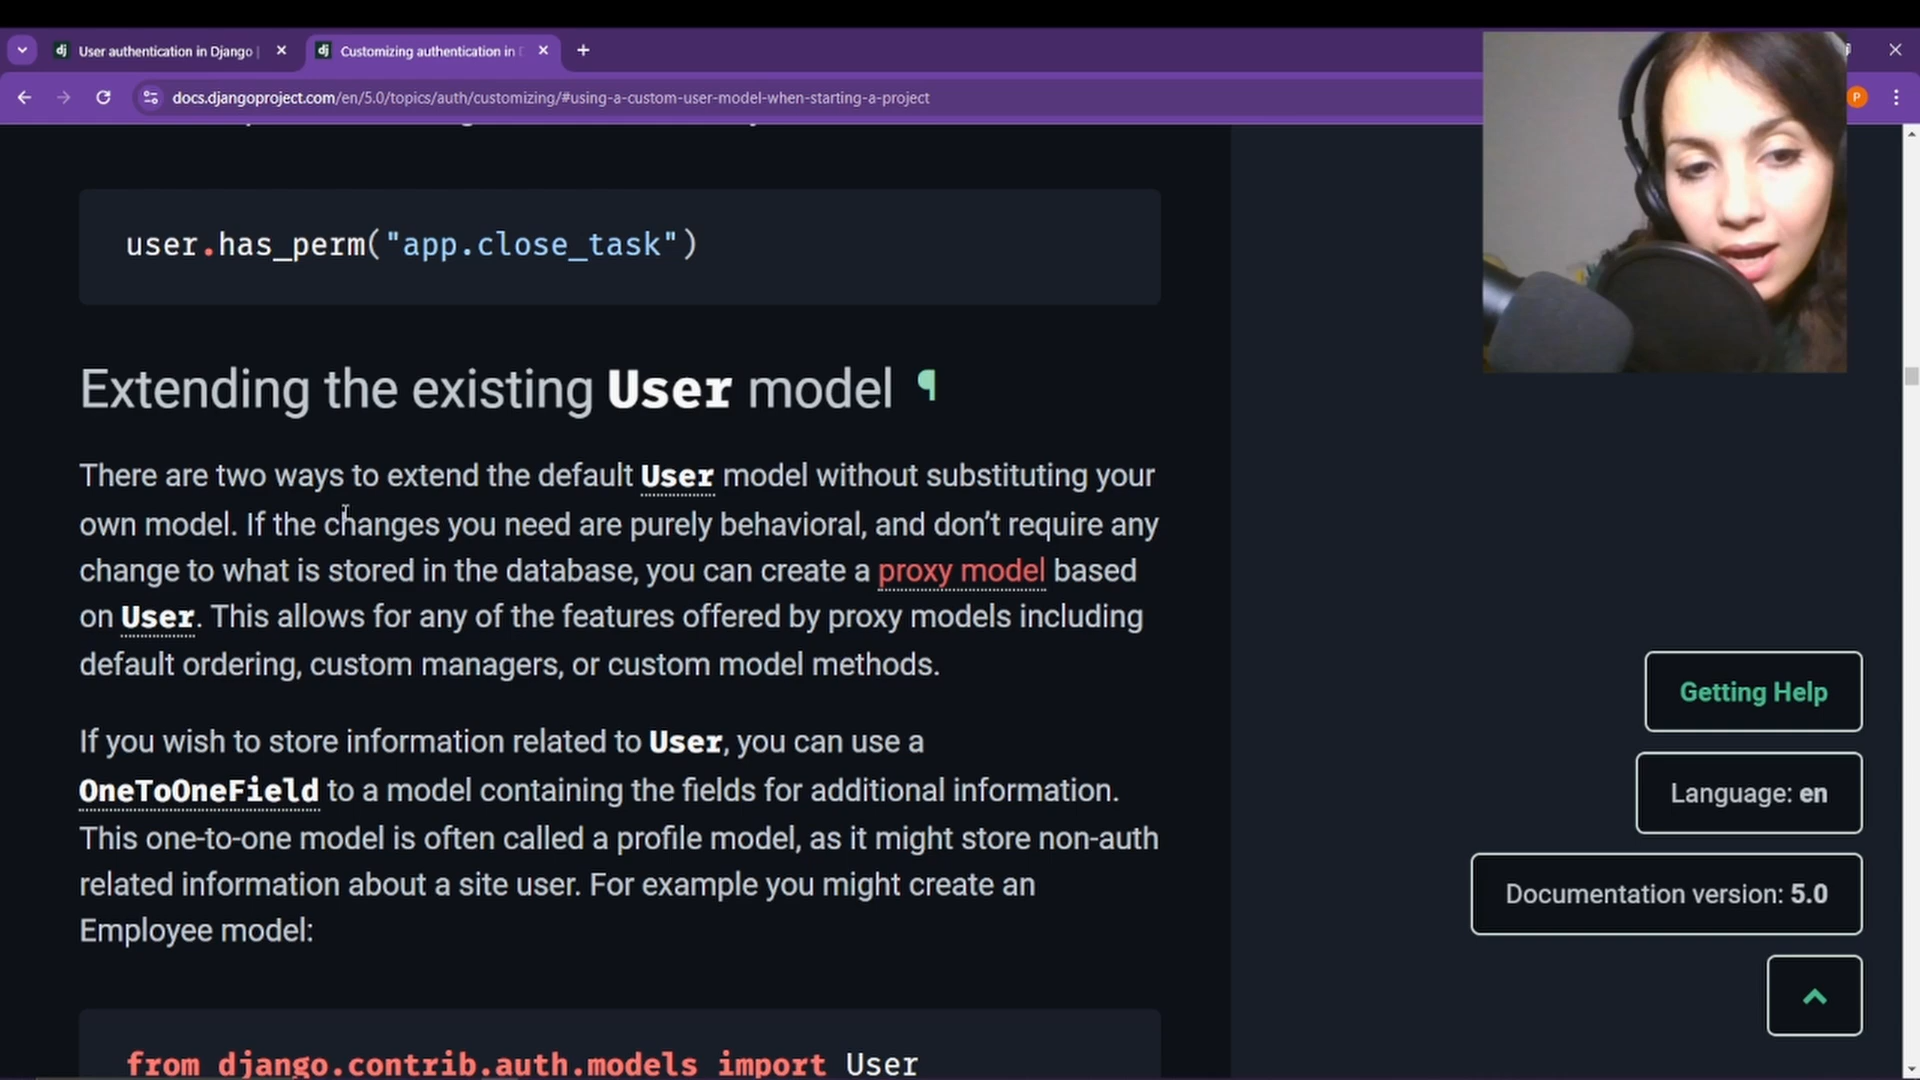 User authentication in Django |
Customizing authentication in D
docs.djangoproject.com/en/5.0/topics/auth/customizing/#using-a-custom-user-model-when-starting-a-project
P
user.has_perm("app.close_task")
Extending the existing User model ¶
There are two ways to extend the default User model without substituting your
own model. If the changes you need are purely behavioral, and don’t require any
change to what is stored in the database, you can create a proxy model based
on User. This allows for any of the features offered by proxy models including
default ordering, custom managers, or custom model methods.
If you wish to store information related to User, you can use a
OneToOneField to a model containing the fields for additional information.
This one-to-one model is often called a profile model, as it might store non-auth
related information about a site user. For example you might create an
Employee model:
from django.contrib.auth.models import User
Getting Help
Language: en
Documentation version: 5.0